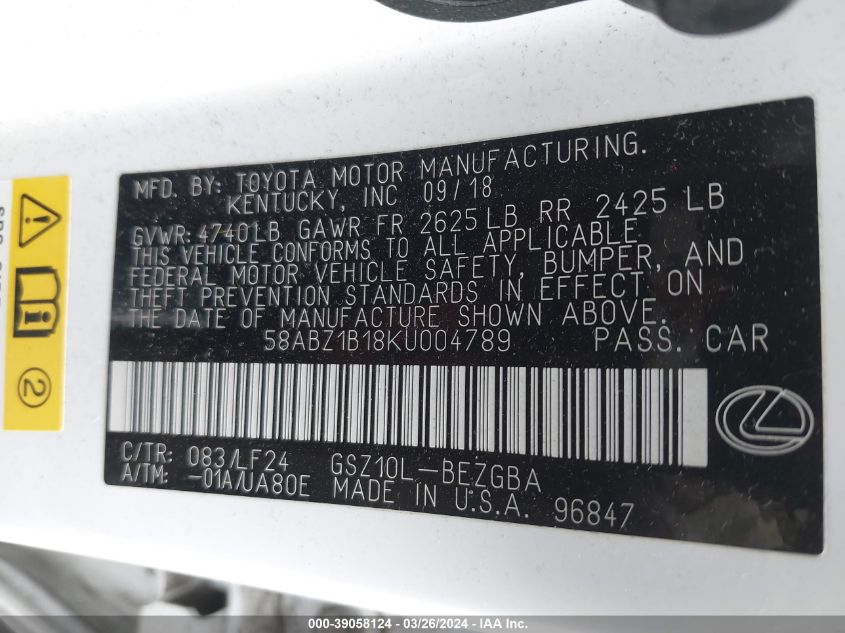 MFD. BY: TOYOTA MOTOR MANUFACTURING.
KENTUCKY, INC 09/18
GVWR: 4740LB GAWR FR 2625LB RR 2425 LB
THIS VEHICLE CONFORMS TO ALL APPLICABLE
FEDERAL MOTOR VEHICLE SAFETY, BUMPER, AND
THEFT PREVENTION STANDARDS IN EFFECT ON
THE DATE OF MANUFACTURE SHOWN ABOVE.
58ABZ1B18KU004789 PASS. CAR
C/TR: 083/LF24 GSZ10L-BEZGBA
A/TM: -01A/UA80E MADE IN U.S.A. 96847
2
000-39058124 - 03/26/2024 - IAA Inc.